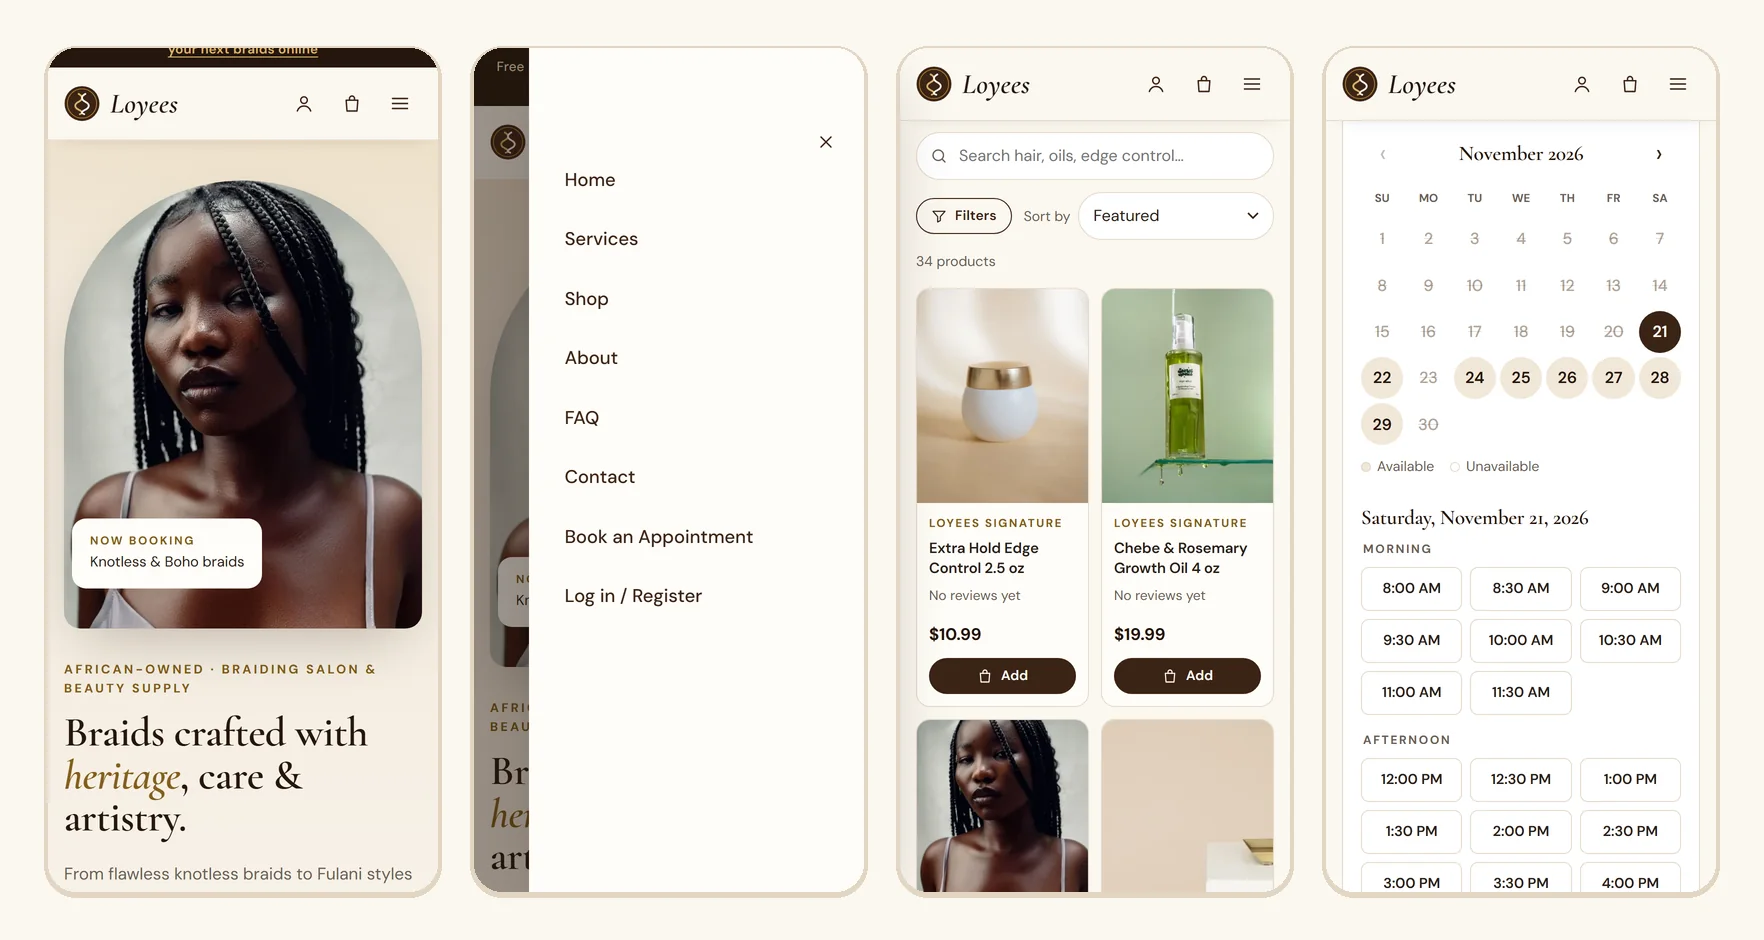 your next braids online
Loyees
NOW BOOKING
Knotless & Boho braids
AFRICAN-OWNED · BRAIDING SALON &
BEAUTY SUPPLY
Braids crafted with
heritage, care &
artistry.
From flawless knotless braids to Fulani styles
Free
Home
Services
Shop
About
FAQ
Contact
Book an Appointment
Log in / Register
NO
Kn
AFRI
BEAU
Br
her
art
Loyees
Search hair, oils, edge control...
Filters
Sort by
Featured
34 products
LOYEES SIGNATURE
Extra Hold Edge
Control 2.5 oz
No reviews yet
$10.99
Add
LOYEES SIGNATURE
Chebe & Rosemary
Growth Oil 4 oz
No reviews yet
$19.99
Add
Loyees
November 2026
SU MO TU WE TH FR SA
1 2 3 4 5 6 7
8 9 10 11 12 13 14
15 16 17 18 19 20 21
22 23 24 25 26 27 28
29 30
Available Unavailable
Saturday, November 21, 2026
MORNING
8:00 AM 8:30 AM 9:00 AM
9:30 AM 10:00 AM 10:30 AM
11:00 AM 11:30 AM
AFTERNOON
12:00 PM 12:30 PM 1:00 PM
1:30 PM 2:00 PM 2:30 PM
3:00 PM 3:30 PM 4:00 PM